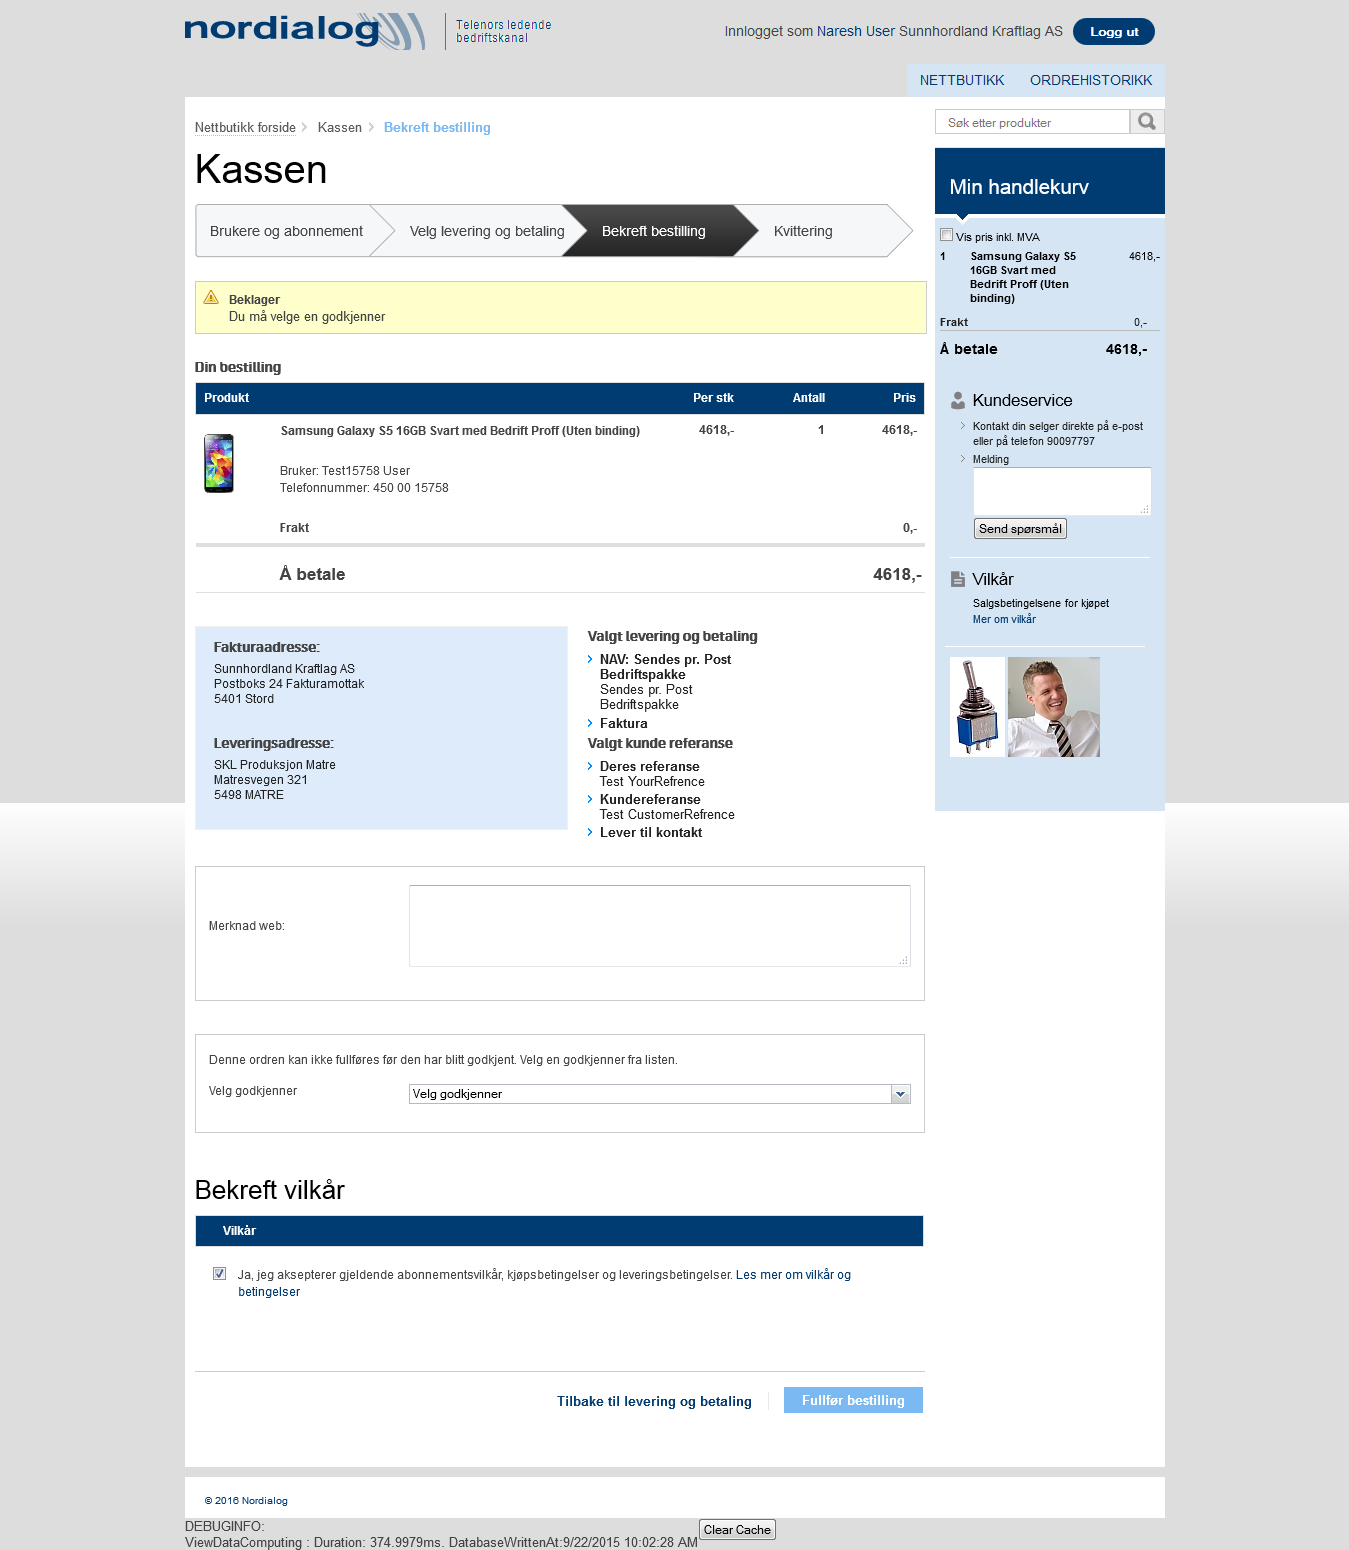 nordialog
Telenors ledende
bedriftskanal
Innlogget som Naresh User Sunnhordland Kraftlag AS
Logg ut
NETTBUTIKK
ORDREHISTORIKK
Nettbutikk forside
Kassen
Bekreft bestilling
Kassen
Brukere og abonnement
Velg levering og betaling
Bekreft bestilling
Kvittering
Beklager
Du må velge en godkjenner
Din bestilling
Produkt Per stk Antall Pris
Samsung Galaxy S5 16GB Svart med Bedrift Proff (Uten binding) 4618,- 1 4618,-
Bruker: Test15758 User
Telefonnummer: 450 00 15758
Frakt 0,-
Å betale 4618,-
Fakturaadresse:
Sunnhordland Kraftlag AS
Postboks 24 Fakturamottak
5401 Stord
Leveringsadresse:
SKL Produksjon Matre
Matresvegen 321
5498 MATRE
Valgt levering og betaling
NAV: Sendes pr. Post
Bedriftspakke
Sendes pr. Post
Bedriftspakke
Faktura
Valgt kunde referanse
Deres referanse
Test YourRefrence
Kundereferanse
Test CustomerRefrence
Lever til kontakt
Merknad web:
Denne ordren kan ikke fullføres før den har blitt godkjent. Velg en godkjenner fra listen.
Velg godkjenner
Velg godkjenner
Bekreft vilkår
Vilkår
Ja, jeg aksepterer gjeldende abonnementsvilkår, kjøpsbetingelser og leveringsbetingelser. Les mer om vilkår og
betingelser
Tilbake til levering og betaling
Fullfør bestilling
Søk etter produkter
Min handlekurv
Vis pris inkl. MVA
1 Samsung Galaxy S5 4618,-
16GB Svart med
Bedrift Proff (Uten
binding)
Frakt 0,-
Å betale 4618,-
Kundeservice
Kontakt din selger direkte på e-post
eller på telefon 90097797
Melding
Send spørsmål
Vilkår
Salgsbetingelsene for kjøpet
Mer om vilkår
© 2016 Nordialog
DEBUGINFO:
ViewDataComputing : Duration: 374.9979ms. DatabaseWrittenAt:9/22/2015 10:02:28 AM
Clear Cache